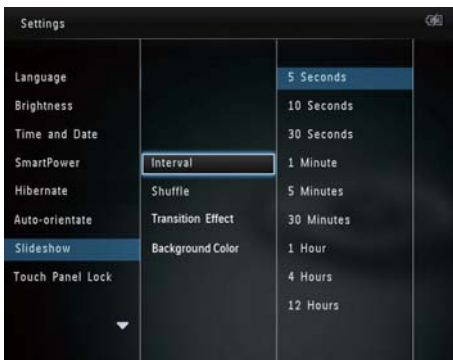 Settings
Language
Brightness
Time and Date
SmartPower
Hibernate
Auto-orientate
Slideshow
Touch Panel Lock
Interval
Shuffle
Transition Effect
Background Color
5 Seconds
10 Seconds
30 Seconds
1 Minute
5 Minutes
30 Minutes
1 Hour
4 Hours
12 Hours